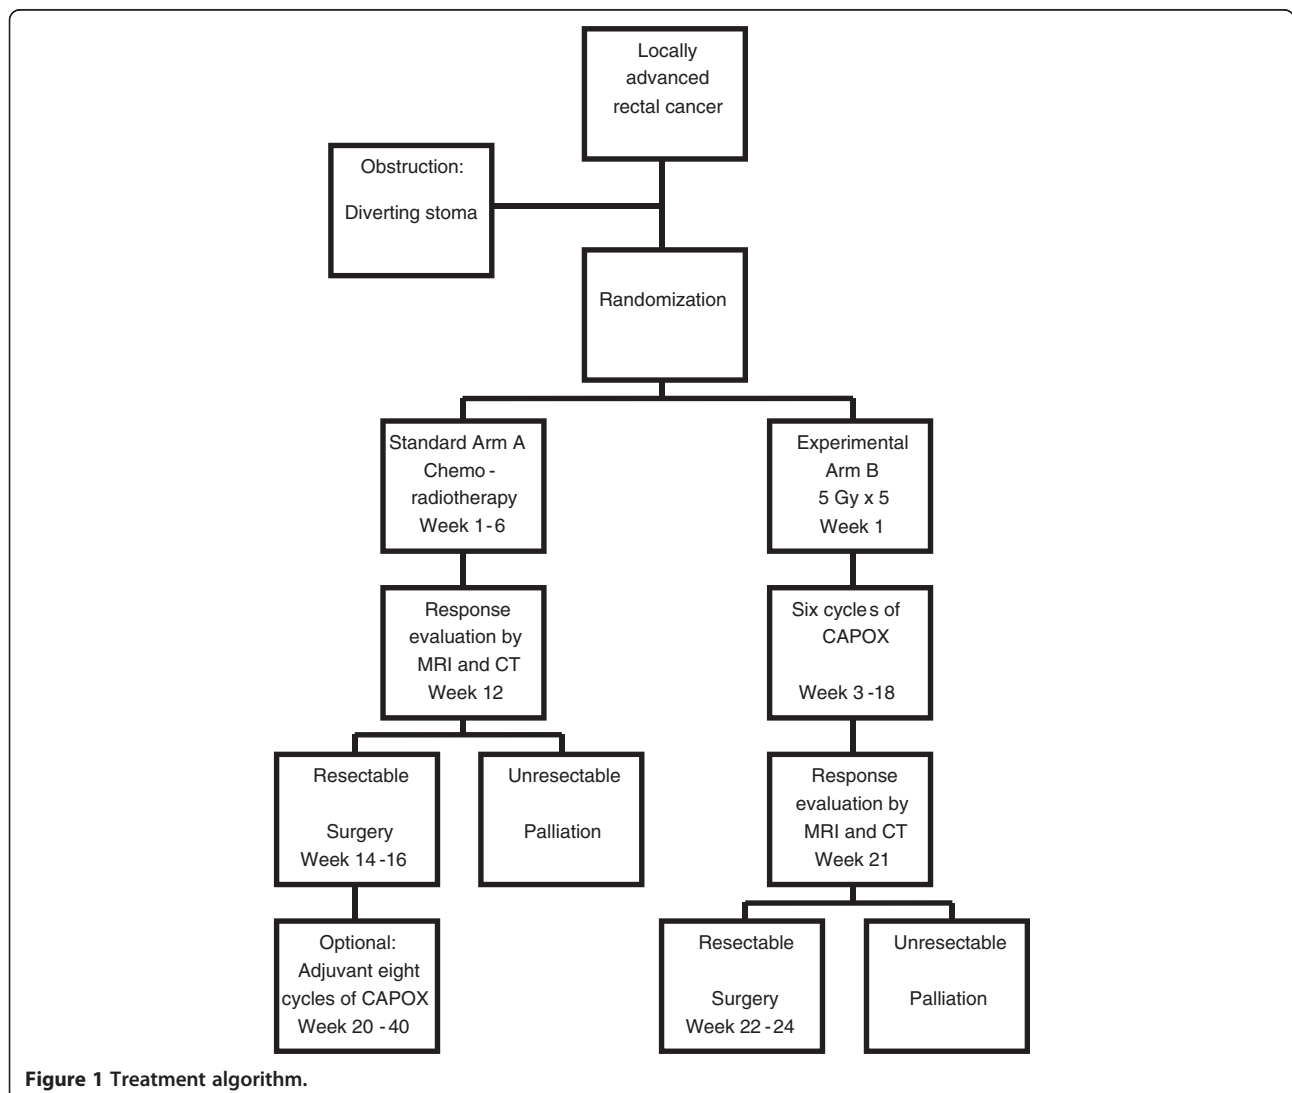 Locally
advanced
rectal cancer
Obstruction:
Diverting stoma
Randomization
Standard Arm A
Chemo -
radiotherapy
Week 1-6
Experimental
Arm B
5 Gy x 5
Week 1
Response
evaluation by
MRI and CT
Week 12
Six cycles of
CAPOX
Week 3 -18
Resectable
Surgery
Week 14 -16
Unresectable
Palliation
Response
evaluation by
MRI and CT
Week 21
Optional:
Adjuvant eight
cycles of CAPOX
Week 20 - 40
Resectable
Surgery
Week 22 - 24
Unresectable
Palliation
Figure 1 Treatment algorithm.